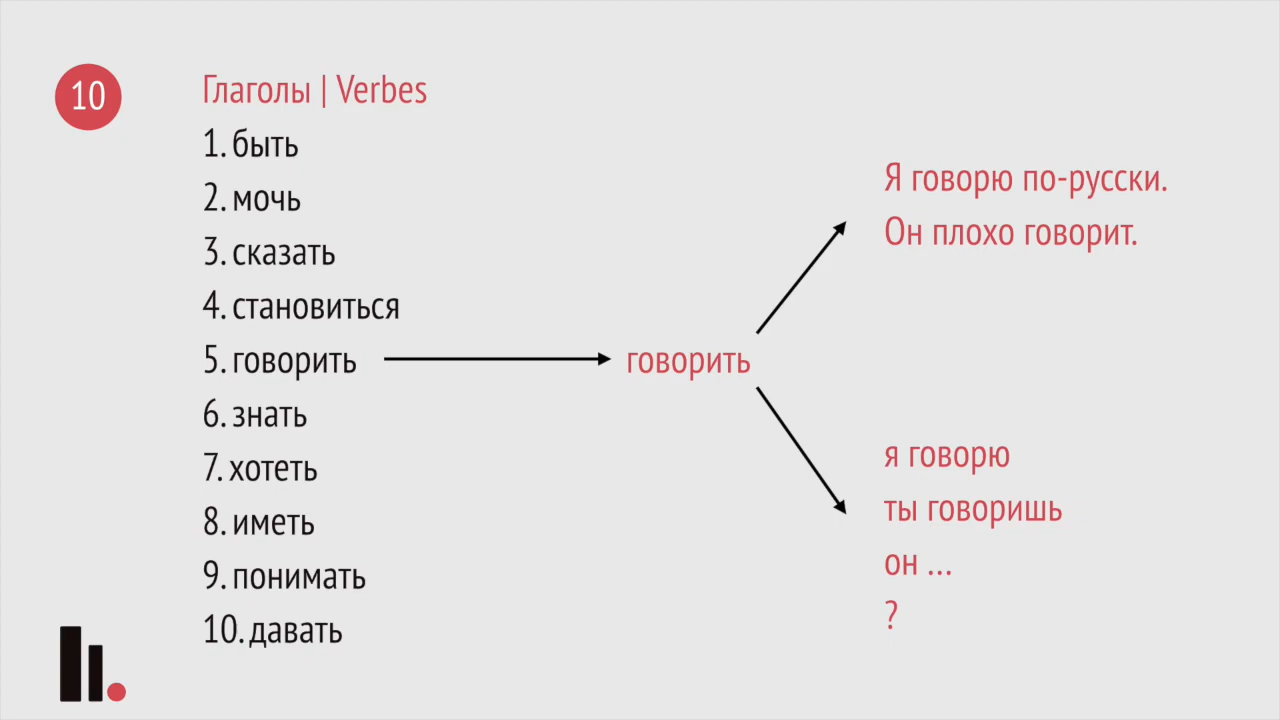 10
Глаголы | Verbes
1. быть
2. мочь
3. сказать
4. становиться
5. говорить
6. знать
7. хотеть
8. иметь
9. понимать
10. давать
говорить
Я говорю по-русски.
Он плохо говорит.
я говорю
ты говоришь
он ...
?